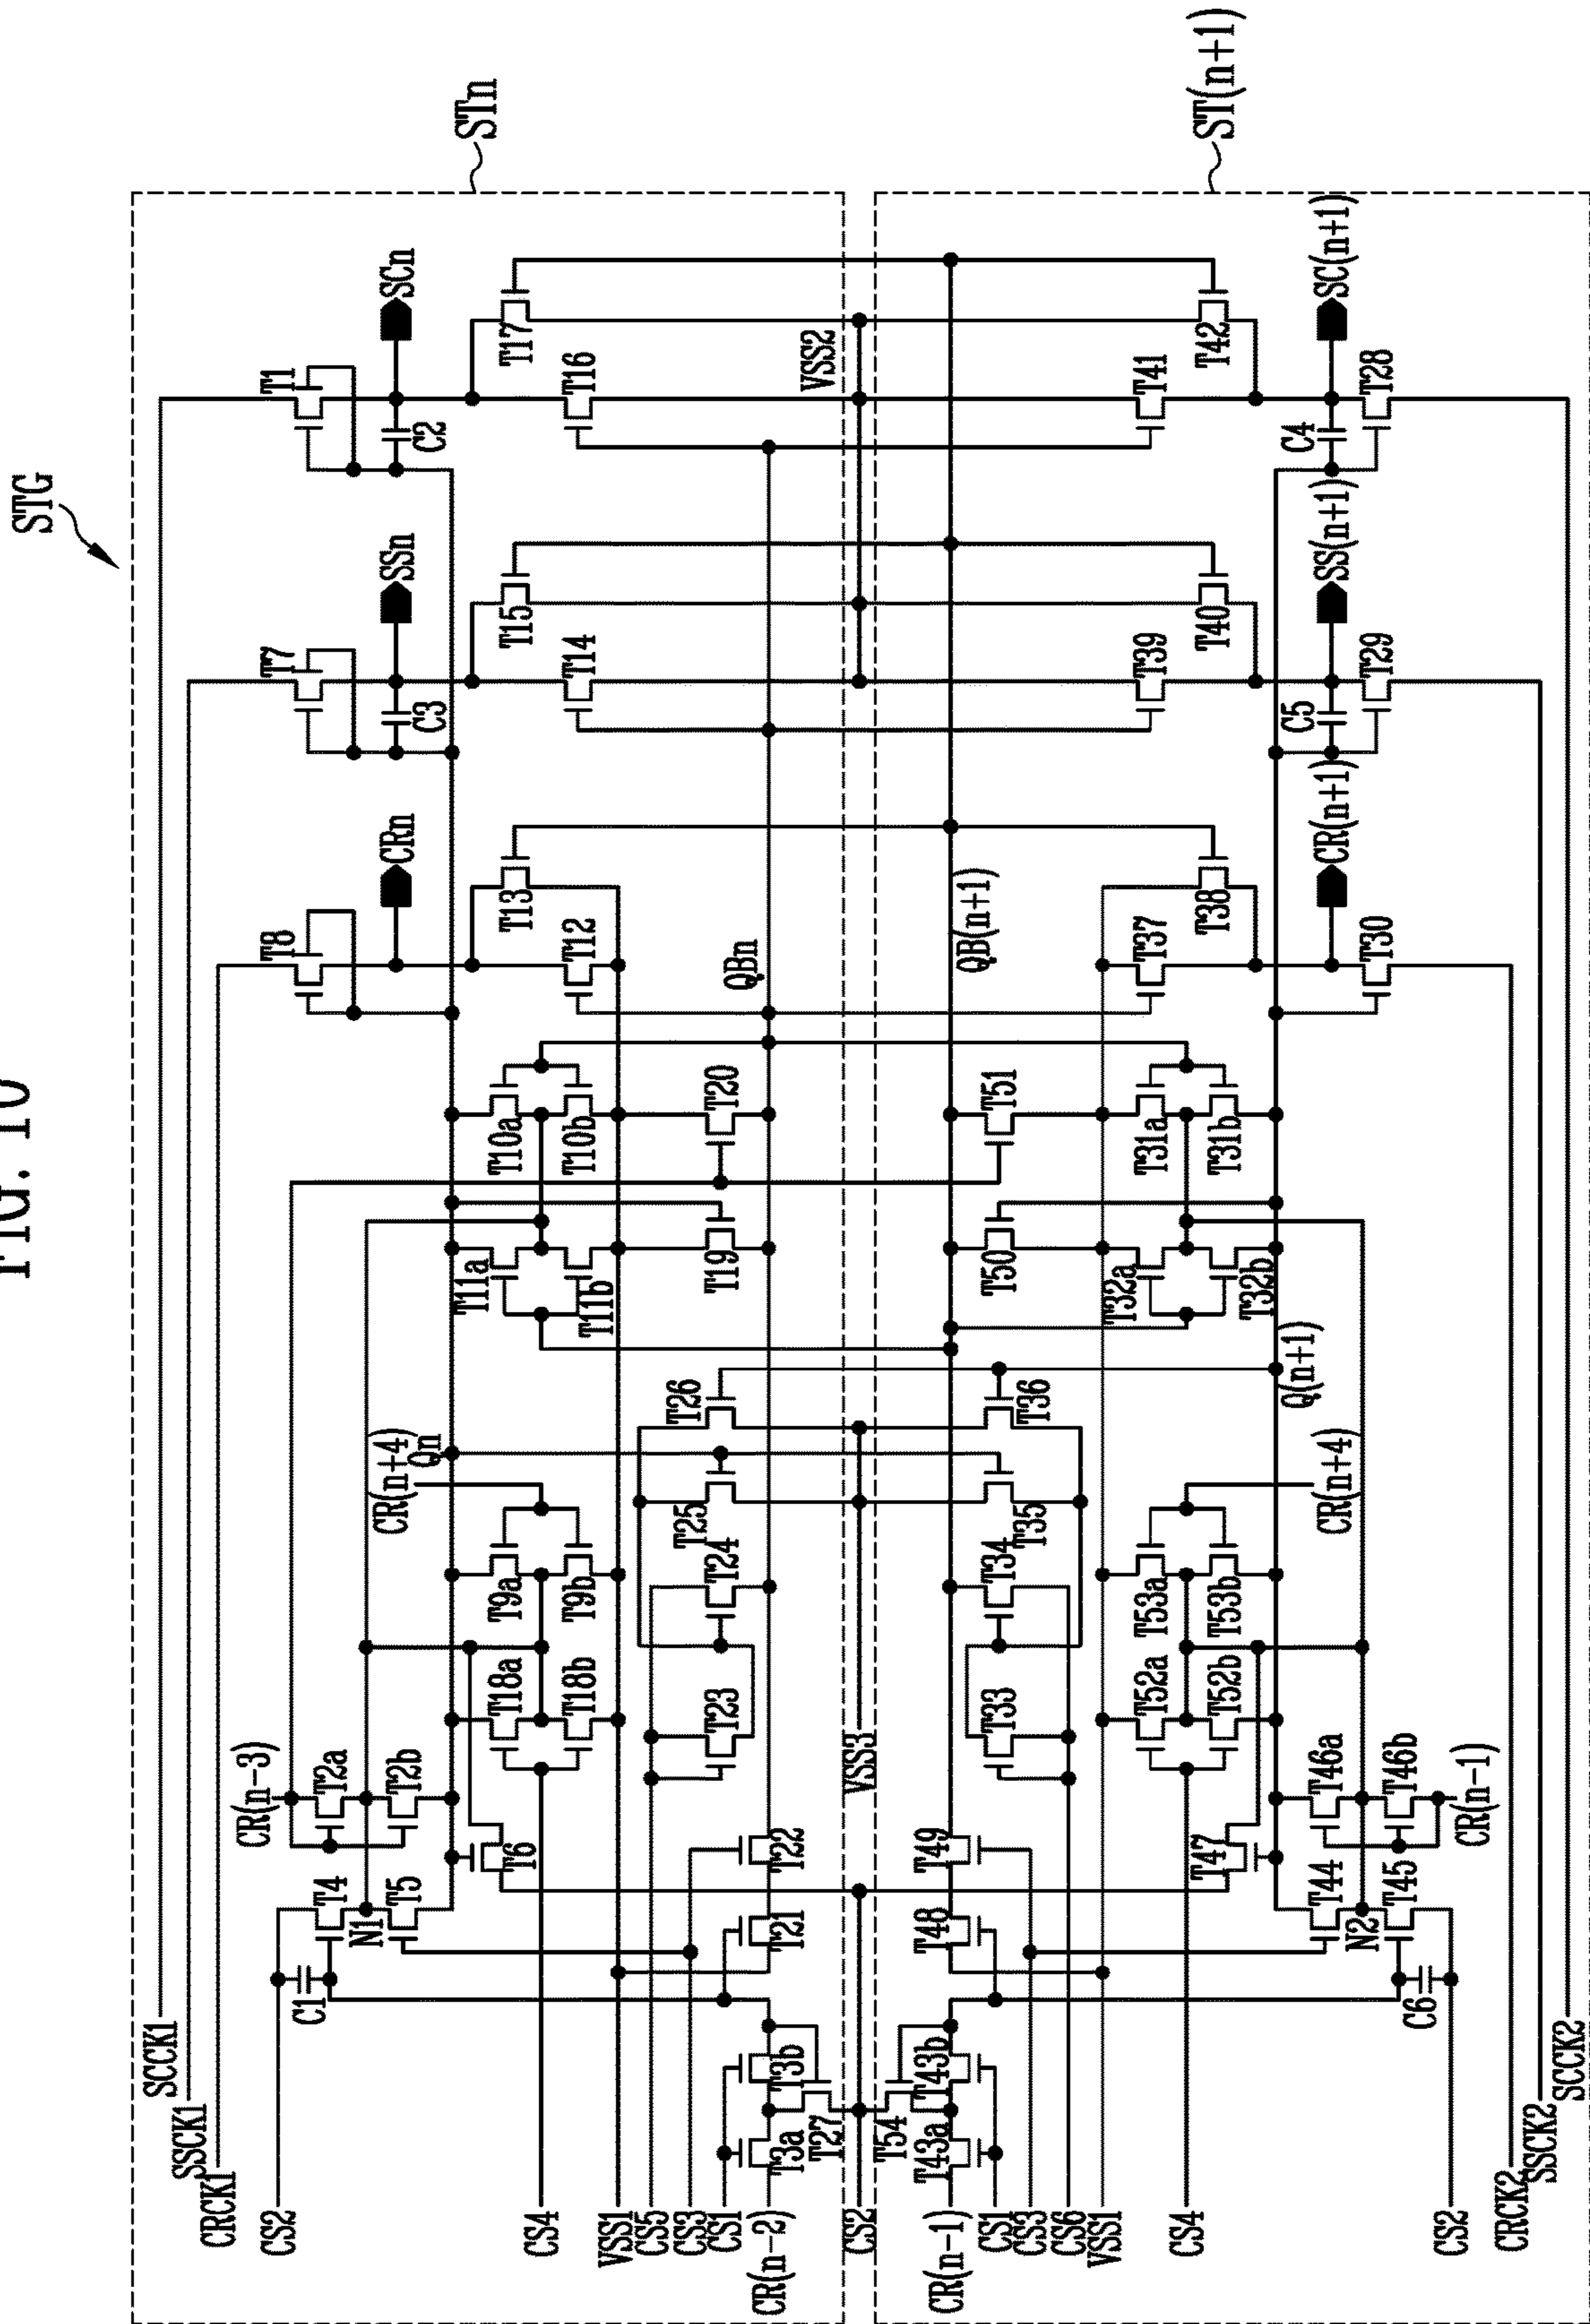 FIG. 10
STG
STn
ST(n+1)
SCCK1
SSCK1
CRCK1
CS2
CS4
VSS1
CS5
CS3
CS1
CR(n-2)
CS2
CR(n-1)
CS1
CS3
CS6
VSS1
CS4
CS2
CRCK2
SSCK2
SCCK2
T8
T7
T1
CRn
SSn
SCn
C3
C2
CR(n-3)
T2a
T2b
C1
T4
N1
T5
T6
CR(n+4)
Qn
T18a
T18b
T9a
T9b
T11a
T11b
T10a
T10b
T12
T13
T14
T15
T16
T17
T23
T24
T25
T26
T19
T20
QBn
T21
T22
T3a
T3b
T27
VSS3
VSS2
T54
T43a
T43b
T48
T49
T33
T34
T35
T36
T50
T51
QB(n+1)
T52a
T52b
T53a
T53b
T32a
T32b
T31a
T31b
T37
T38
T39
T40
T41
T42
T47
Q(n+1)
CR(n+4)
T44
N2
T45
C6
T46a
T46b
CR(n-1)
CR(n+1)
SS(n+1)
SC(n+1)
C5
C4
T30
T29
T28